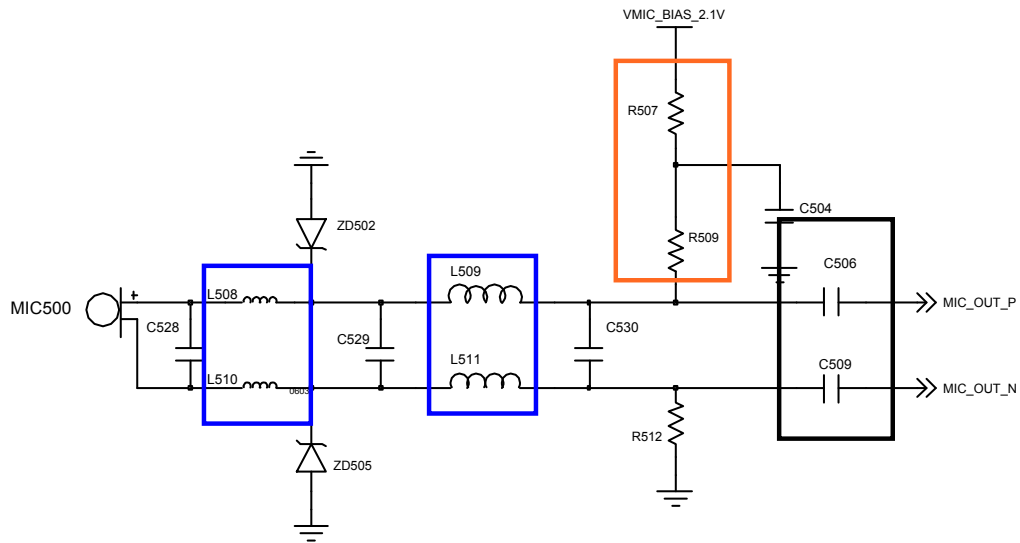 VMIC_BIAS_2.1V
R507
C504
ZD502
R509
L509
C506
L508
MIC500
+
MIC_OUT_P
C528
C529
C530
L511
C509
L510
0603
MIC_OUT_N
R512
ZD505